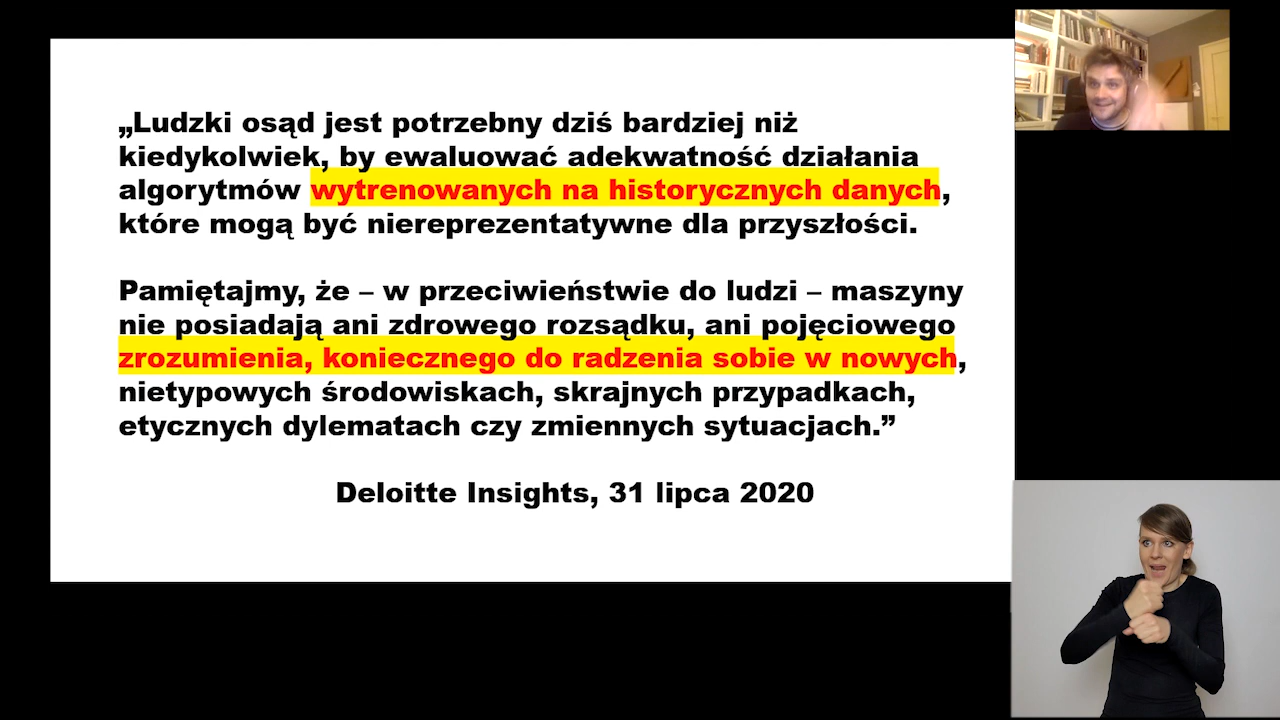 „Ludzki osąd jest potrzebny dziś bardziej niż
kiedykolwiek, by ewaluować adekwatność działania
algorytmów wytrenowanych na historycznych danych,
które mogą być niereprezentatywne dla przyszłości.
Pamiętajmy, że – w przeciwieństwie do ludzi – maszyny
nie posiadają ani zdrowego rozsądku, ani pojęciowego
zrozumienia, koniecznego do radzenia sobie w nowych,
nietypowych środowiskach, skrajnych przypadkach,
etycznych dylematach czy zmiennych sytuacjach.”
Deloitte Insights, 31 lipca 2020